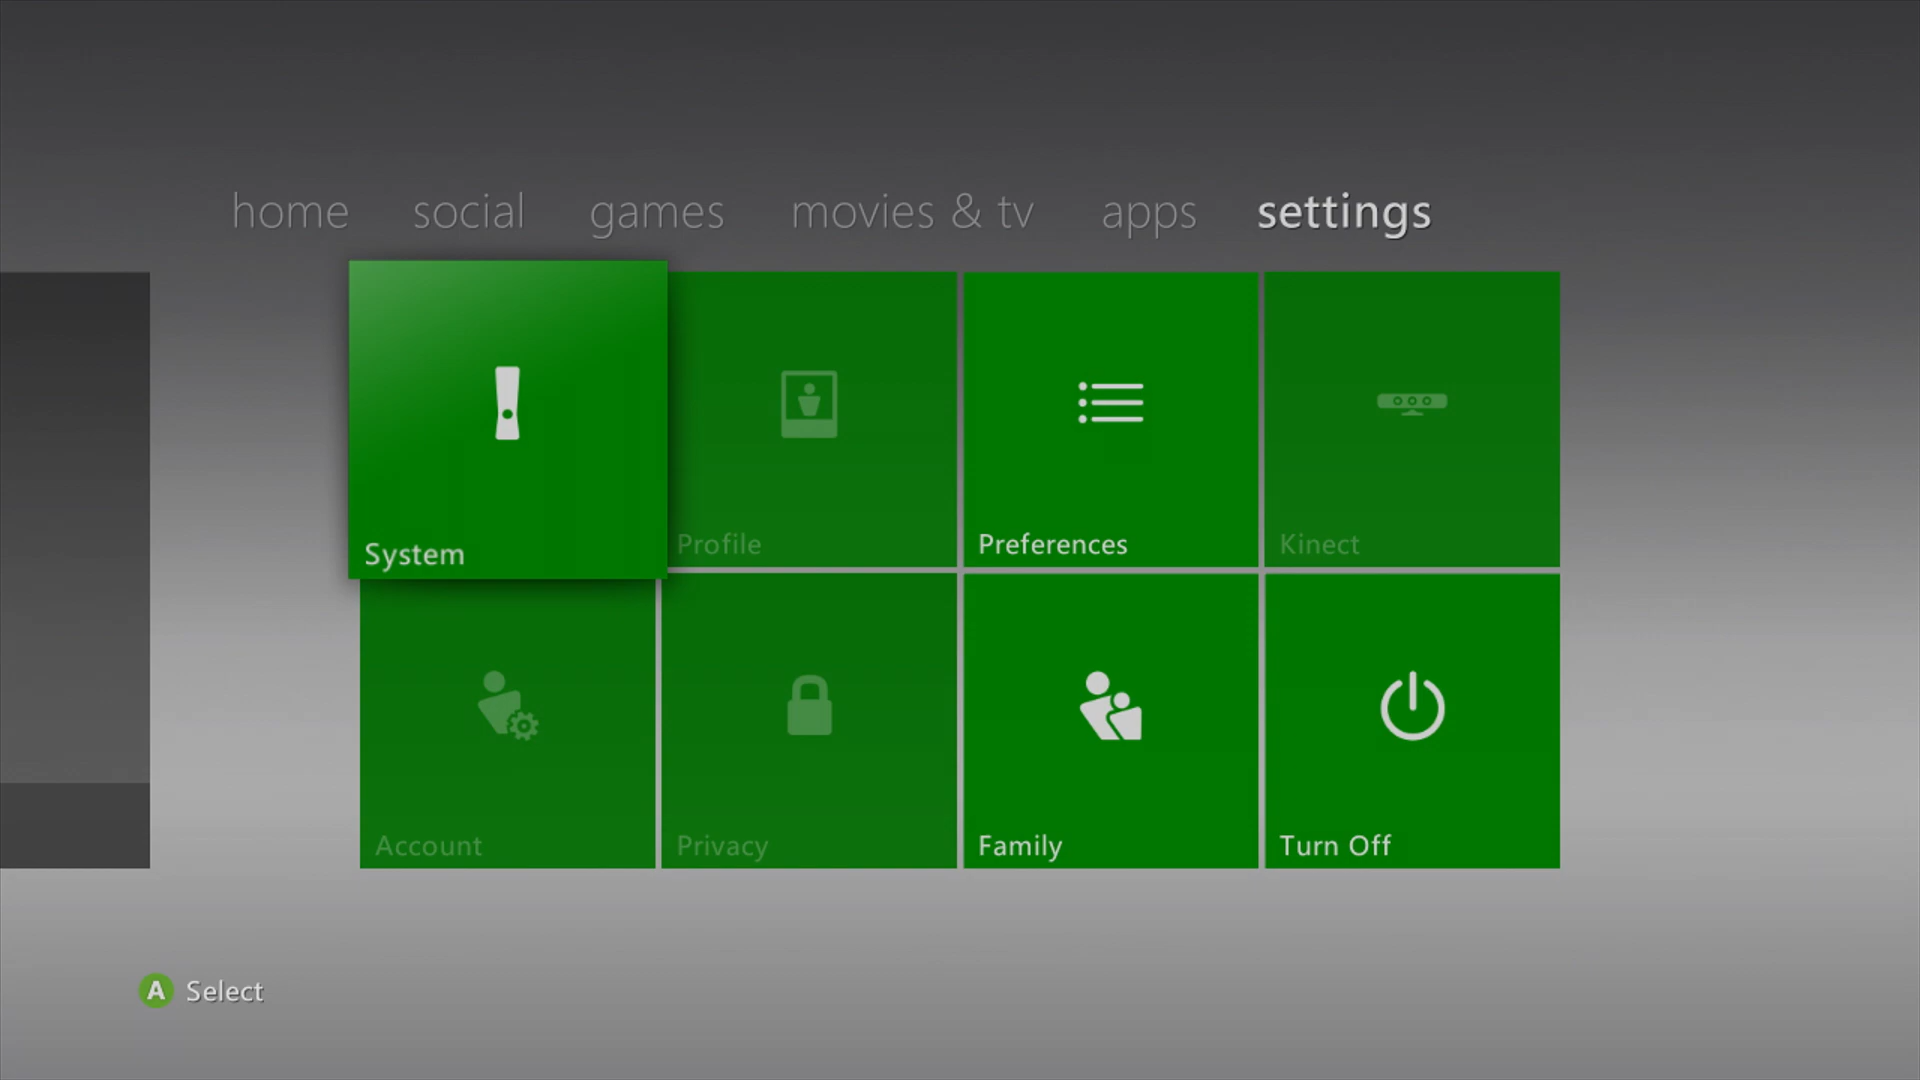 home social games movies & tv apps settings
System
Profile
Preferences
Kinect
Account
Privacy
Family
Turn Off
A Select